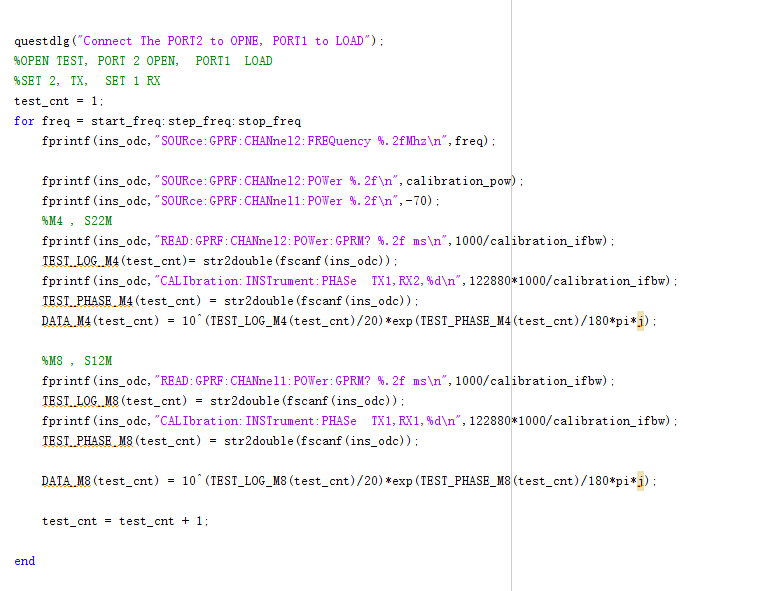 questdlg("Connect The PORT2 to OPNE, PORT1 to LOAD");
%OPEN TEST, PORT 2 OPEN,  PORT1  LOAD
%SET 2, TX,  SET 1 RX
test_cnt = 1;
for freq = start_freq:step_freq:stop_freq
    fprintf(ins_odc,"SOURce:GPRF:CHANnel2:FREQuency %.2fMhz\n",freq);
    fprintf(ins_odc,"SOURce:GPRF:CHANnel2:POWer %.2f\n",calibration_pow);
    fprintf(ins_odc,"SOURce:GPRF:CHANnel1:POWer %.2f\n",-70);
    %M4 , S22M
    fprintf(ins_odc,"READ:GPRF:CHANnel2:POWer:GPRM? %.2f ms\n",1000/calibration_ifbw);
    TEST_LOG_M4(test_cnt)= str2double(fscanf(ins_odc));
    fprintf(ins_odc,"CALIbration:INSTrument:PHASe  TX1,RX2,%d\n",122880*1000/calibration_ifbw);
    TEST_PHASE_M4(test_cnt) = str2double(fscanf(ins_odc));
    DATA_M4(test_cnt) = 10^(TEST_LOG_M4(test_cnt)/20)*exp(TEST_PHASE_M4(test_cnt)/180*pi*j);
    %M8 , S12M
    fprintf(ins_odc,"READ:GPRF:CHANnel1:POWer:GPRM? %.2f ms\n",1000/calibration_ifbw);
    TEST_LOG_M8(test_cnt) = str2double(fscanf(ins_odc));
    fprintf(ins_odc,"CALIbration:INSTrument:PHASe  TX1,RX1,%d\n",122880*1000/calibration_ifbw);
    TEST_PHASE_M8(test_cnt) = str2double(fscanf(ins_odc));
    DATA_M8(test_cnt) = 10^(TEST_LOG_M8(test_cnt)/20)*exp(TEST_PHASE_M8(test_cnt)/180*pi*j);
    test_cnt = test_cnt + 1;
end